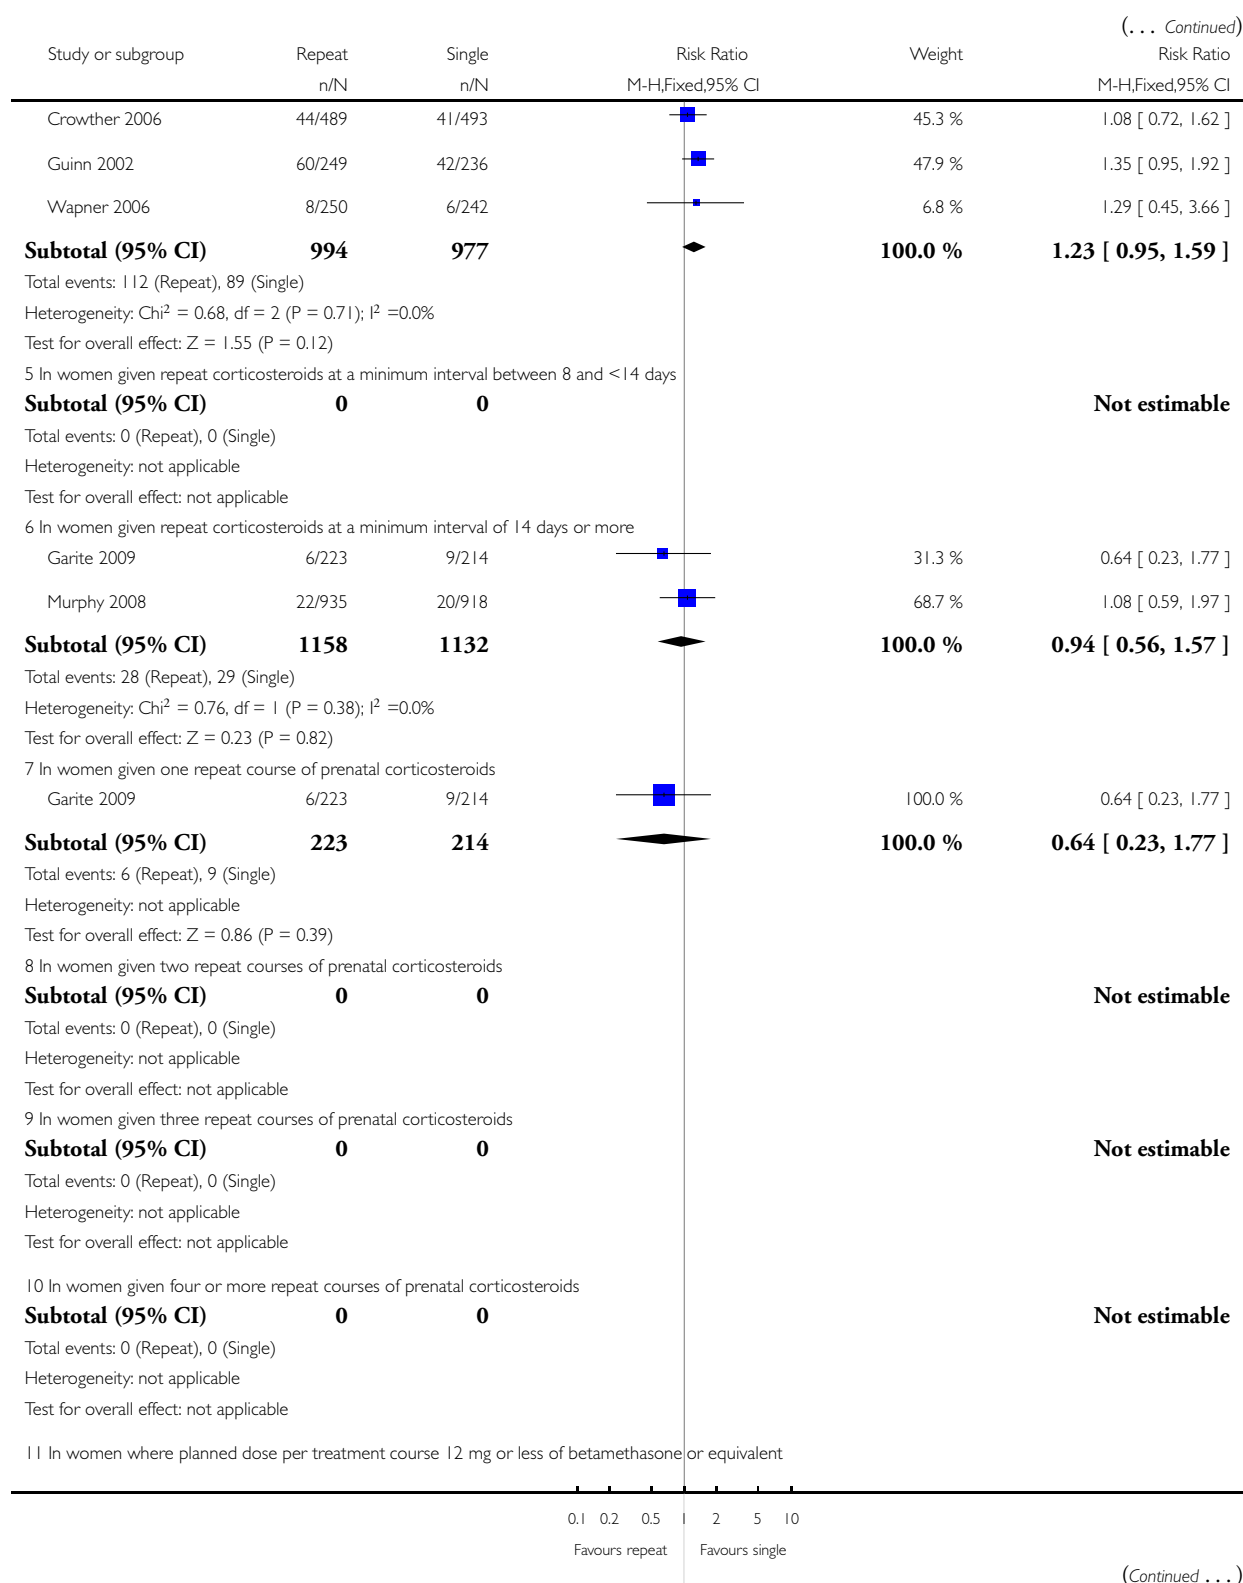 (... Continued)
Study or subgroup Repeat Single Risk Ratio Weight Risk Ratio
n/N n/N M-H,Fixed,95% CI M-H,Fixed,95% CI
Crowther 2006 44/489 41/493 45.3 % 1.08 [ 0.72, 1.62 ]
Guinn 2002 60/249 42/236 47.9 % 1.35 [ 0.95, 1.92 ]
Wapner 2006 8/250 6/242 6.8 % 1.29 [ 0.45, 3.66 ]
Subtotal (95% CI) 994 977 100.0 % 1.23 [ 0.95, 1.59 ]
Total events: 112 (Repeat), 89 (Single)
Heterogeneity: Chi² = 0.68, df = 2 (P = 0.71); I² =0.0%
Test for overall effect: Z = 1.55 (P = 0.12)
5 In women given repeat corticosteroids at a minimum interval between 8 and <14 days
Subtotal (95% CI) 0 0 Not estimable
Total events: 0 (Repeat), 0 (Single)
Heterogeneity: not applicable
Test for overall effect: not applicable
6 In women given repeat corticosteroids at a minimum interval of 14 days or more
Garite 2009 6/223 9/214 31.3 % 0.64 [ 0.23, 1.77 ]
Murphy 2008 22/935 20/918 68.7 % 1.08 [ 0.59, 1.97 ]
Subtotal (95% CI) 1158 1132 100.0 % 0.94 [ 0.56, 1.57 ]
Total events: 28 (Repeat), 29 (Single)
Heterogeneity: Chi² = 0.76, df = 1 (P = 0.38); I² =0.0%
Test for overall effect: Z = 0.23 (P = 0.82)
7 In women given one repeat course of prenatal corticosteroids
Garite 2009 6/223 9/214 100.0 % 0.64 [ 0.23, 1.77 ]
Subtotal (95% CI) 223 214 100.0 % 0.64 [ 0.23, 1.77 ]
Total events: 6 (Repeat), 9 (Single)
Heterogeneity: not applicable
Test for overall effect: Z = 0.86 (P = 0.39)
8 In women given two repeat courses of prenatal corticosteroids
Subtotal (95% CI) 0 0 Not estimable
Total events: 0 (Repeat), 0 (Single)
Heterogeneity: not applicable
Test for overall effect: not applicable
9 In women given three repeat courses of prenatal corticosteroids
Subtotal (95% CI) 0 0 Not estimable
Total events: 0 (Repeat), 0 (Single)
Heterogeneity: not applicable
Test for overall effect: not applicable
10 In women given four or more repeat courses of prenatal corticosteroids
Subtotal (95% CI) 0 0 Not estimable
Total events: 0 (Repeat), 0 (Single)
Heterogeneity: not applicable
Test for overall effect: not applicable
11 In women where planned dose per treatment course 12 mg or less of betamethasone or equivalent
0.1 0.2 0.5 1 2 5 10
Favours repeat Favours single
(Continued ...)